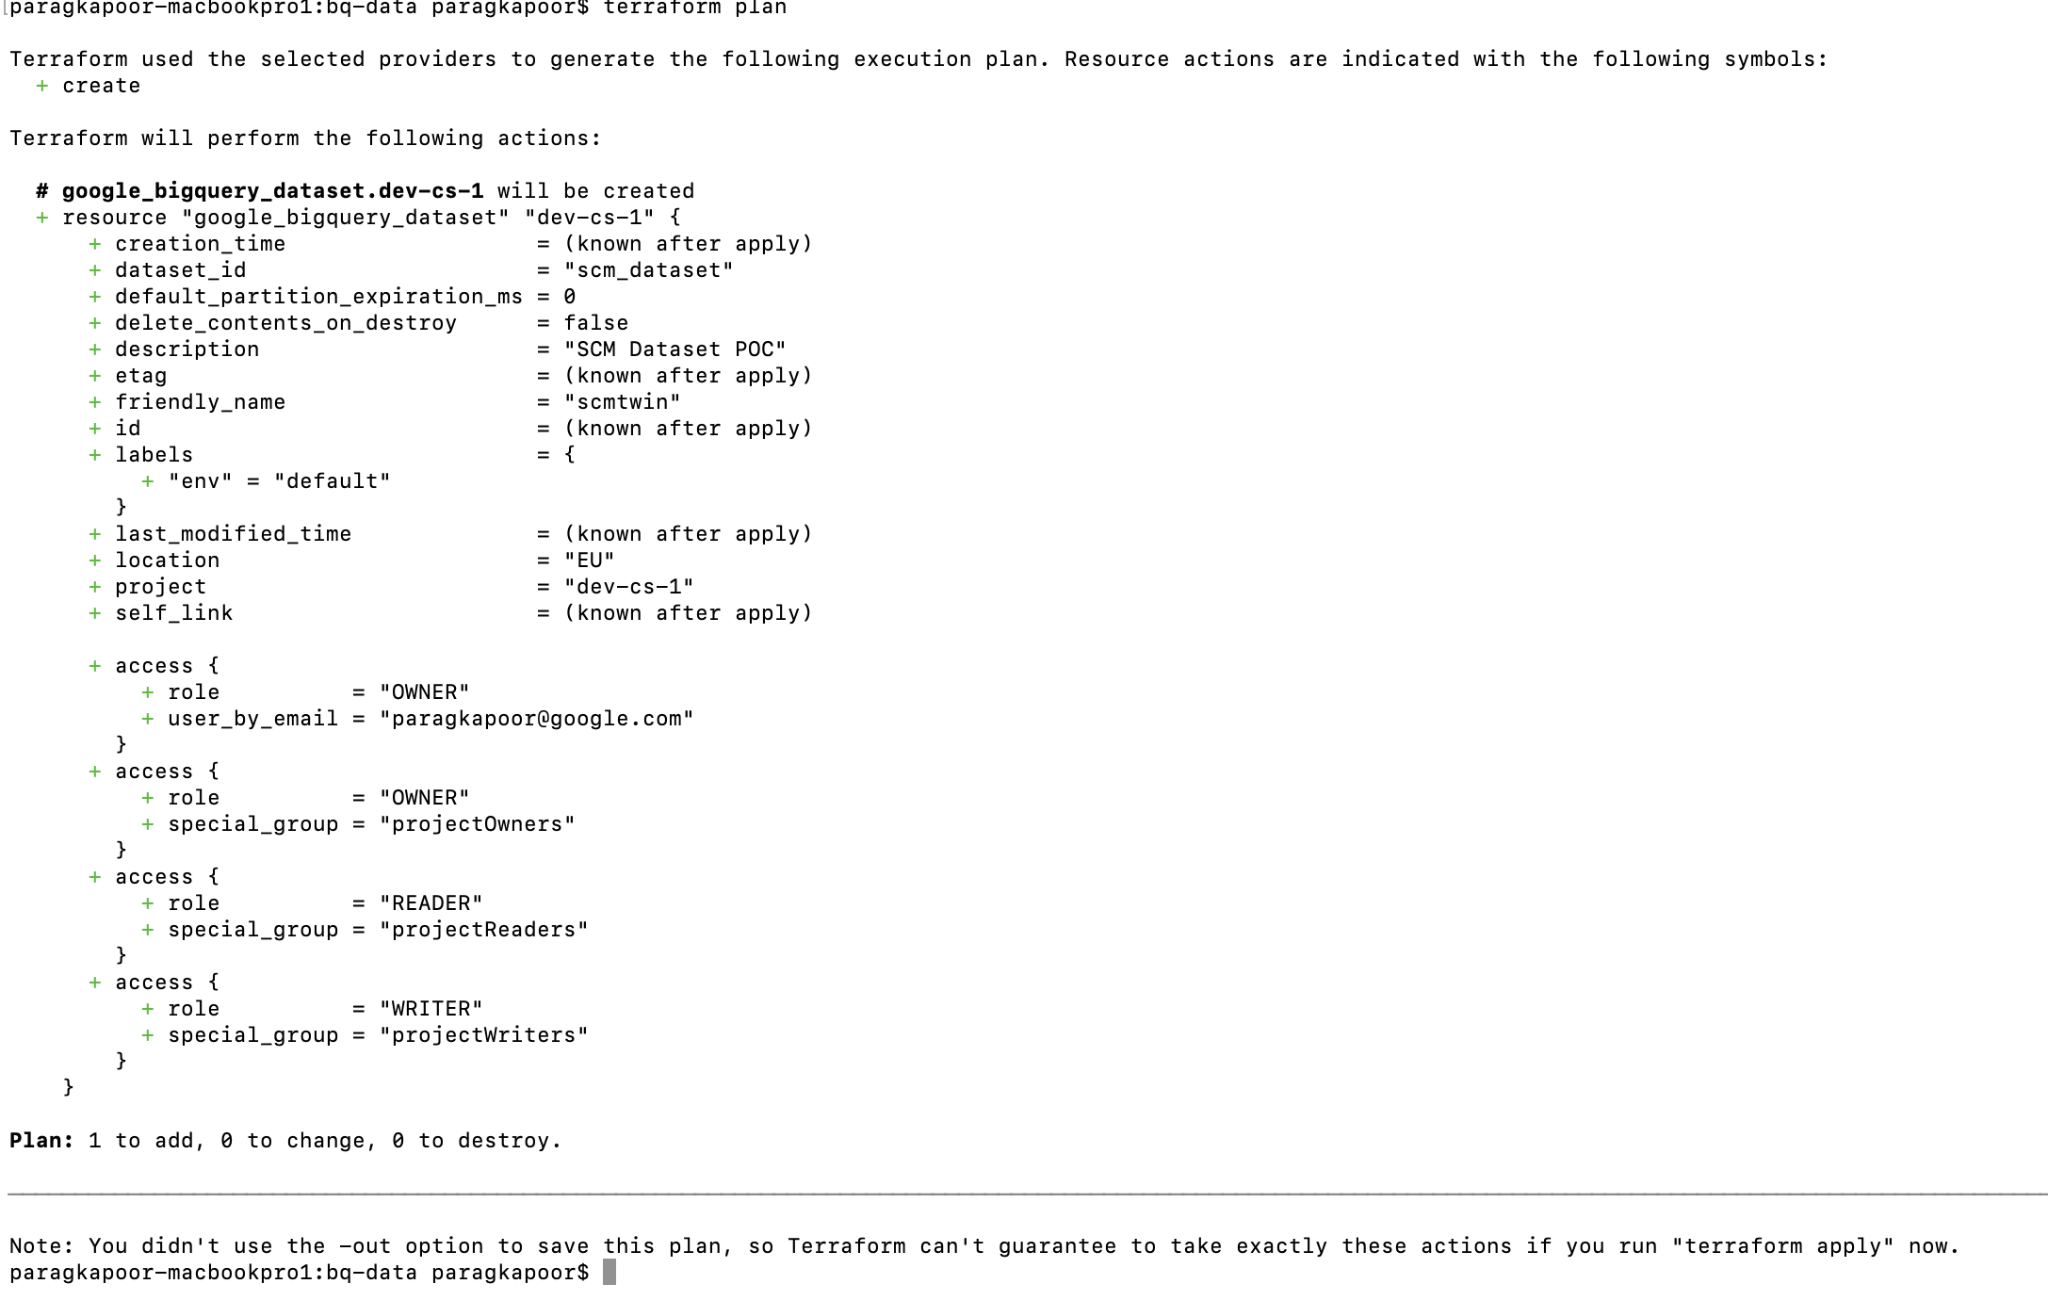 paragkapoor-macbookpro1:bq-data paragkapoor$ terraform plan
Terraform used the selected providers to generate the following execution plan. Resource actions are indicated with the following symbols:
  + create
Terraform will perform the following actions:
  # google_bigquery_dataset.dev-cs-1 will be created
  + resource "google_bigquery_dataset" "dev-cs-1" {
      + creation_time                   = (known after apply)
      + dataset_id                      = "scm_dataset"
      + default_partition_expiration_ms = 0
      + delete_contents_on_destroy      = false
      + description                     = "SCM Dataset POC"
      + etag                            = (known after apply)
      + friendly_name                   = "scmtwin"
      + id                              = (known after apply)
      + labels                          = {
          + "env" = "default"
        }
      + last_modified_time              = (known after apply)
      + location                        = "EU"
      + project                         = "dev-cs-1"
      + self_link                       = (known after apply)
      + access {
          + role          = "OWNER"
          + user_by_email = "paragkapoor@google.com"
        }
      + access {
          + role          = "OWNER"
          + special_group = "projectOwners"
        }
      + access {
          + role          = "READER"
          + special_group = "projectReaders"
        }
      + access {
          + role          = "WRITER"
          + special_group = "projectWriters"
        }
    }
Plan: 1 to add, 0 to change, 0 to destroy.
Note: You didn't use the -out option to save this plan, so Terraform can't guarantee to take exactly these actions if you run "terraform apply" now.
paragkapoor-macbookpro1:bq-data paragkapoor$